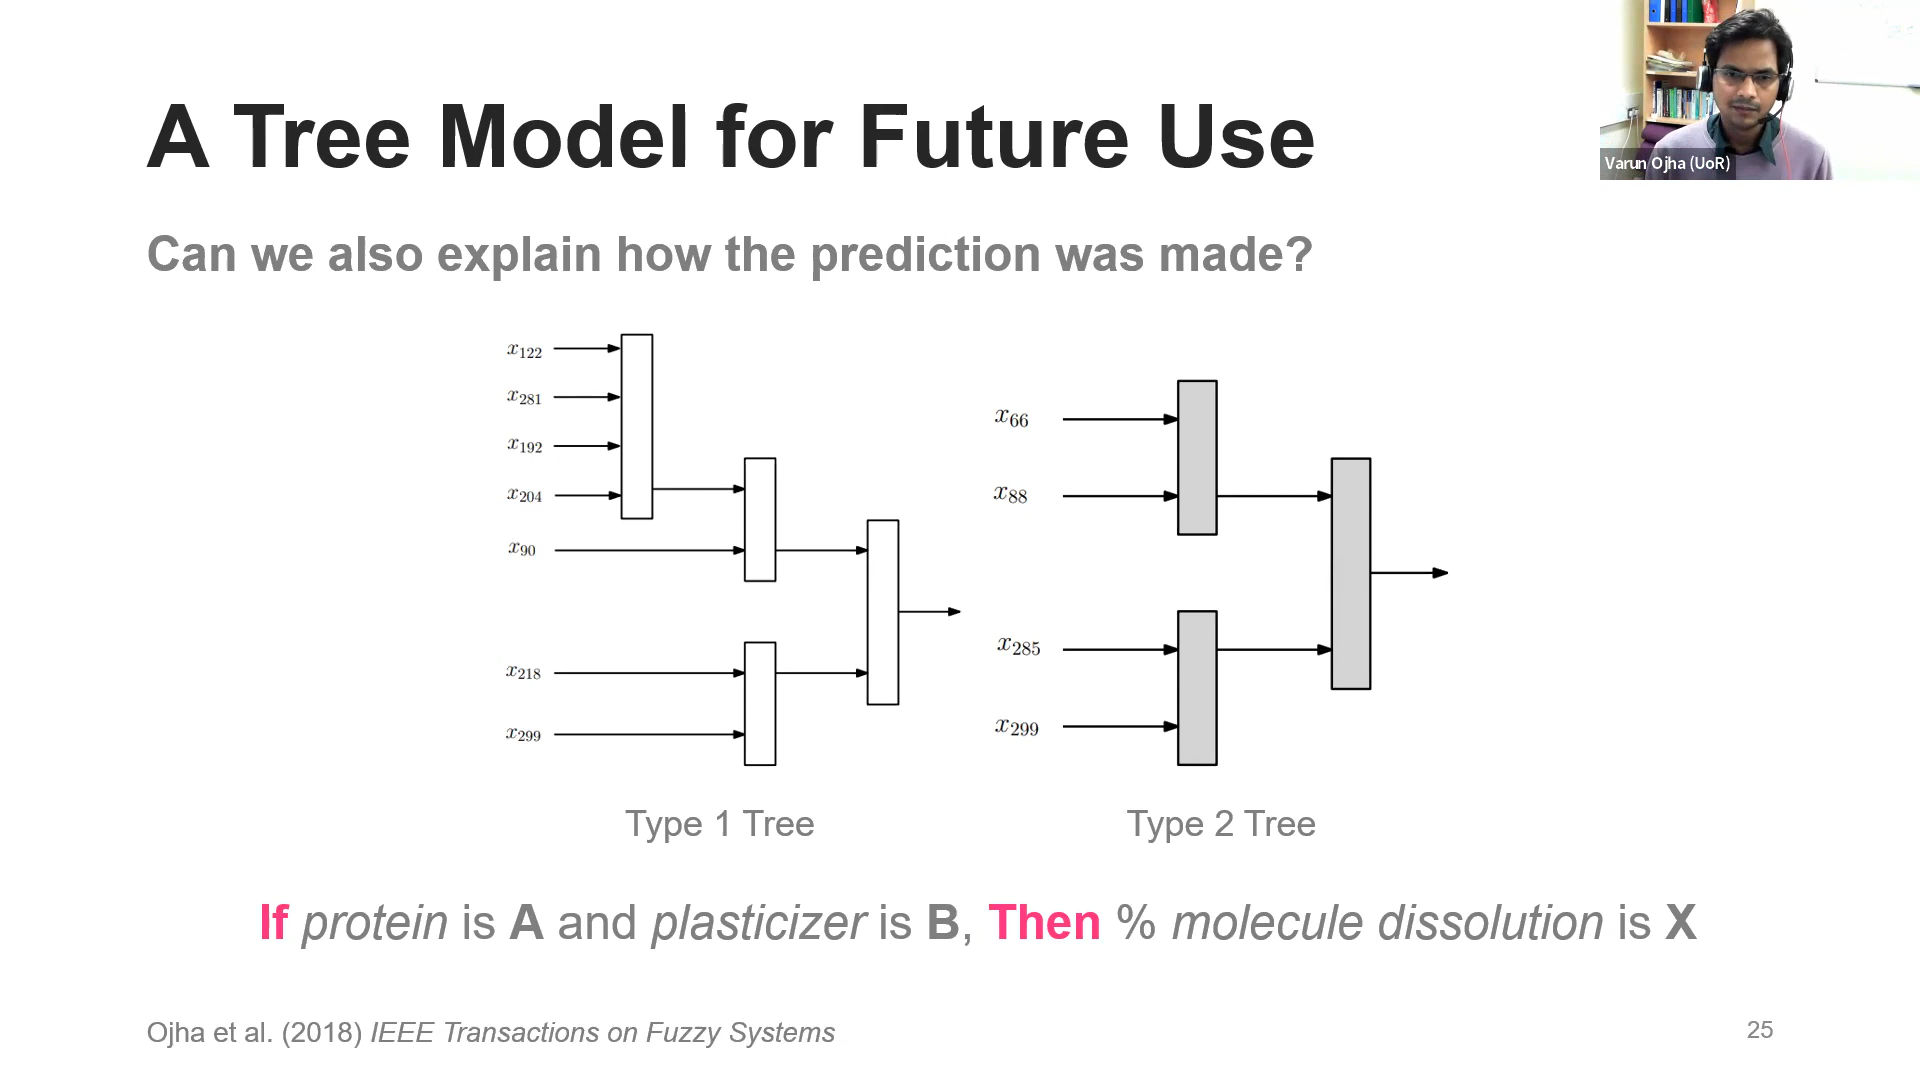 A Tree Model for Future Use
Varun Ojha (UoR)
Can we also explain how the prediction was made?
x122
x281
x192
x204
x90
x218
x299
x66
x88
x285
x299
Type 1 Tree
Type 2 Tree
If protein is A and plasticizer is B, Then % molecule dissolution is X
Ojha et al. (2018) IEEE Transactions on Fuzzy Systems
25